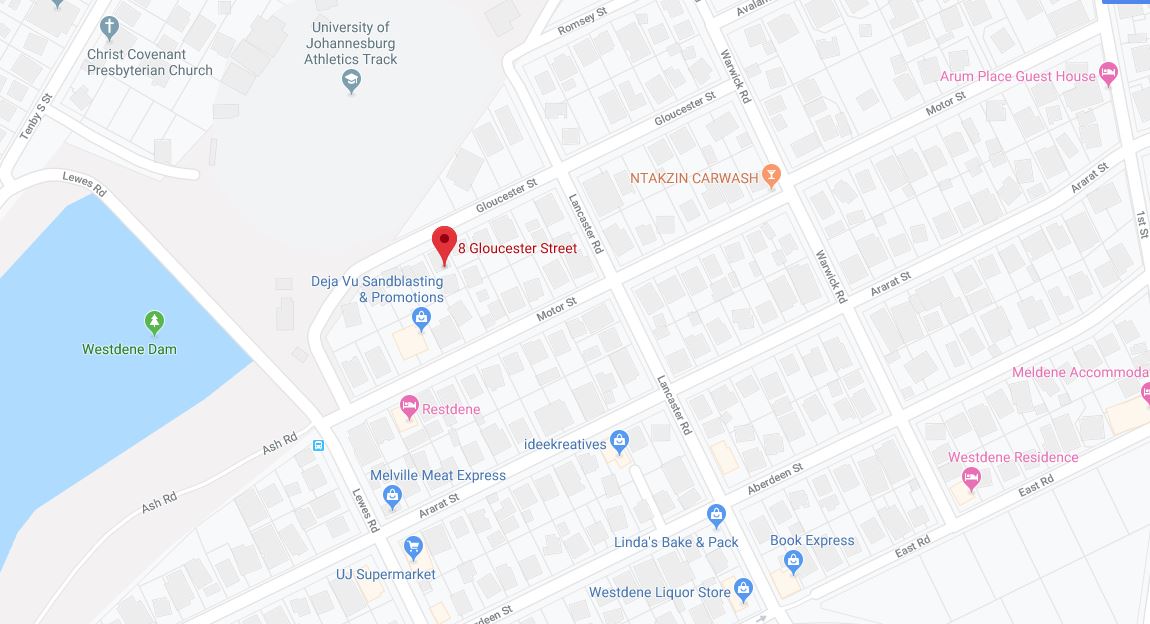 Romsey St
Avalan
University of
Johannesburg
Athletics Track
Christ Covenant
Presbyterian Church
Warwick Rd
Arum Place Guest House
Motor St
Gloucester St
Tenby S St
Lewes Rd
NTAKZIN CARWASH
Ararat St
Gloucester St
Lancaster Rd
1st St
8 Gloucester Street
Deja Vu Sandblasting
& Promotions
Warwick Rd
Ararat St
Motor St
Westdene Dam
Meldene Accommoda
Restdene
Lancaster Rd
Ash Rd
ideekreatives
Westdene Residence
Melville Meat Express
Aberdeen St
East Rd
Ash Rd
Lewes Rd
Ararat St
Linda's Bake & Pack
Book Express
East Rd
UJ Supermarket
Westdene Liquor Store
rdeen St